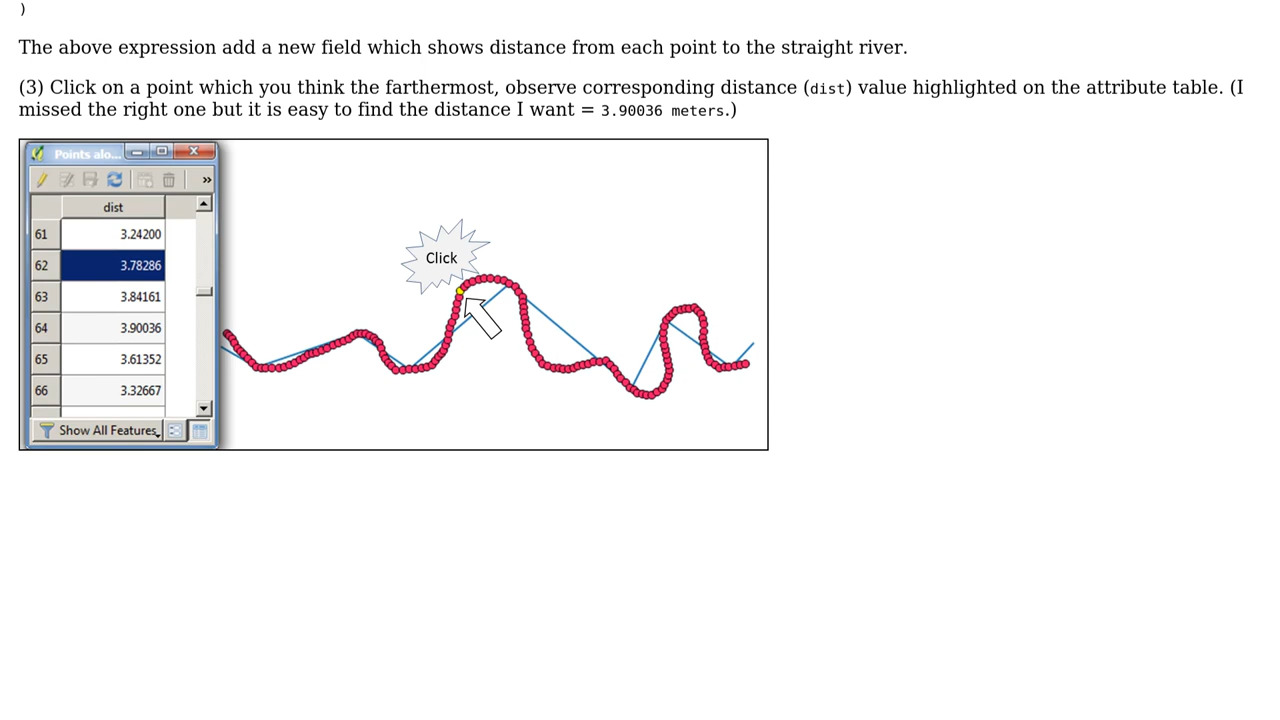 )
The above expression add a new field which shows distance from each point to the straight river.
(3) Click on a point which you think the farthermost, observe corresponding distance (dist) value highlighted on the attribute table. (I
missed the right one but it is easy to find the distance I want = 3.90036 meters.)
Points alo...
»
dist
61 3.24200
62 3.78286
63 3.84161
64 3.90036
65 3.61352
66 3.32667
Show All Features
Click